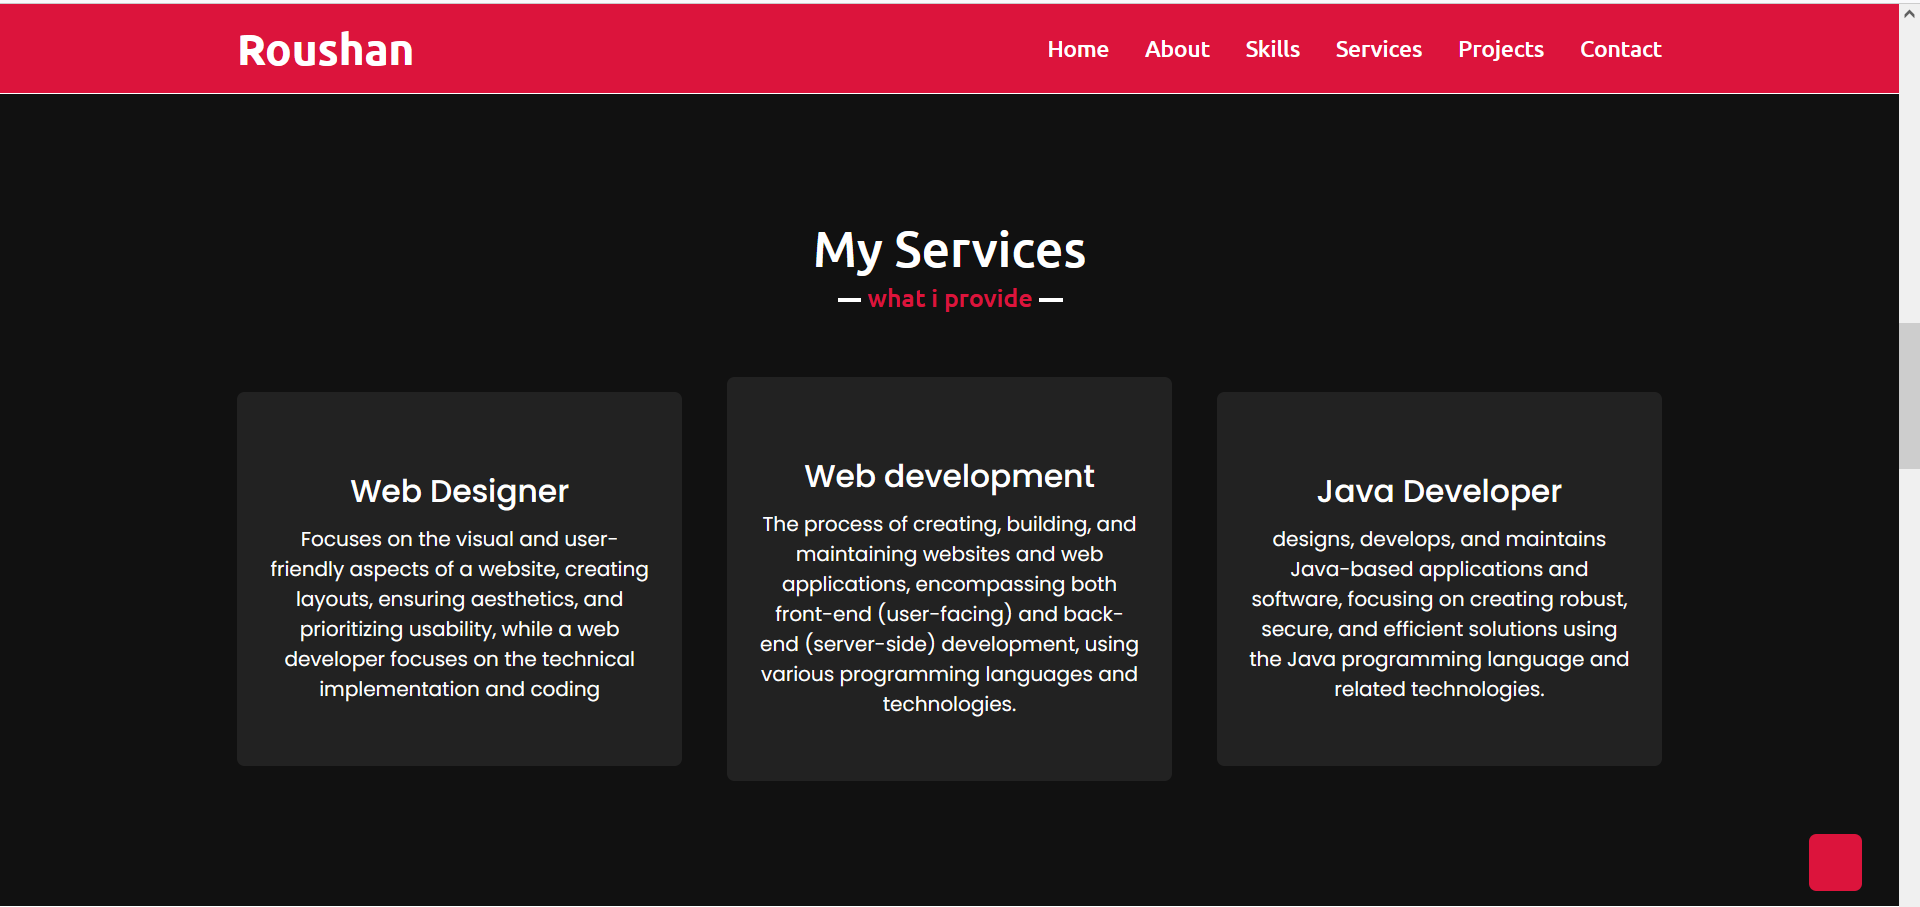 Roushan
Home About Skills Services Projects Contact
My Services
what i provide
Web Designer
Focuses on the visual and user-
friendly aspects of a website, creating
layouts, ensuring aesthetics, and
prioritizing usability, while a web
developer focuses on the technical
implementation and coding
Web development
The process of creating, building, and
maintaining websites and web
applications, encompassing both
front-end (user-facing) and back-
end (server-side) development, using
various programming languages and
technologies.
Java Developer
designs, develops, and maintains
Java-based applications and
software, focusing on creating robust,
secure, and efficient solutions using
the Java programming language and
related technologies.